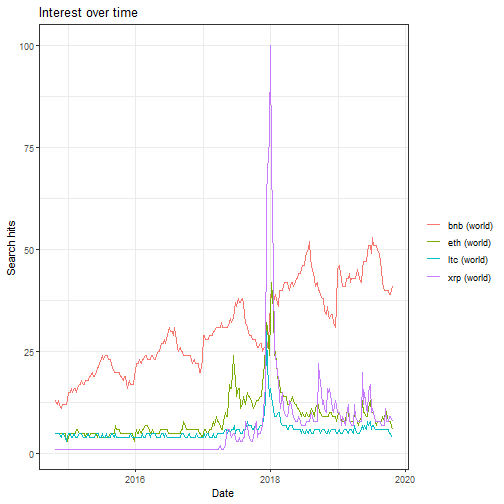 Interest over time
100
75
50
25
0
Search hits
2016
2018
2020
Date
bnb (world)
eth (world)
ltc (world)
xrp (world)